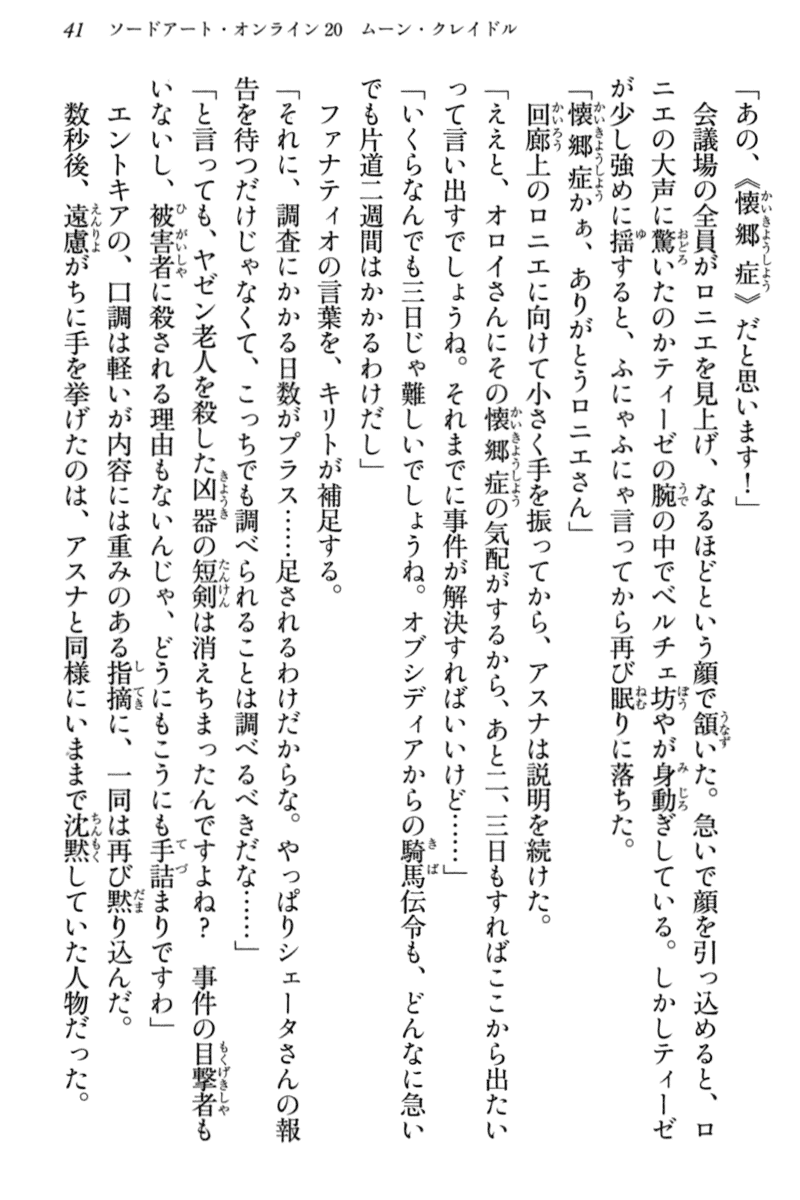 41　ソードアート・オンライン20　ムーン・クレイドル
「あの、《懐郷症》だと思います！」
　会議場の全員がロニエを見上げ、なるほどという顔で頷いた。急いで顔を引っ込めると、ロ
ニエの大声に驚いたのかティーゼの腕の中でベルチェ坊やが身動ぎしている。しかしティーゼ
が少し強めに揺すると、ふにゃふにゃ言ってから再び眠りに落ちた。
「懐郷症かぁ、ありがとうロニエさん」
　回廊上のロニエに向けて小さく手を振ってから、アスナは説明を続けた。
「ええと、オロイさんにその懐郷症の気配がするから、あと二、三日もすればここから出たい
って言い出すでしょうね。それまでに事件が解決すればいいけど……」
「いくらなんでも三日じゃ難しいでしょうね。オブシディアからの騎馬伝令も、どんなに急い
でも片道二週間はかかるわけだし」
　ファナティオの言葉を、キリトが補足する。
「それに、調査にかかる日数がプラス……足されるわけだからな。やっぱりシェータさんの報
告を待つだけじゃなくて、こっちでも調べられることは調べるべきだな……」
「と言っても、ヤゼン老人を殺した凶器の短剣は消えちまったんですよね？　事件の目撃者も
いないし、被害者に殺される理由もないんじゃ、どうにもこうにも手詰まりですわ」
　エントキアの、口調は軽いが内容には重みのある指摘に、一同は再び黙り込んだ。
　数秒後、遠慮がちに手を挙げたのは、アスナと同様にいままで沈黙していた人物だった。